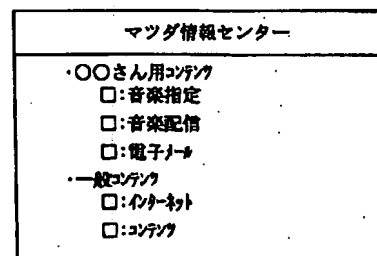 マツダ情報センター
・〇〇さん用コンテンツ
□:音楽指定
□:音楽配信
□:電子メール
・一般コンテンツ
□:インターネット
□:コンテンツ